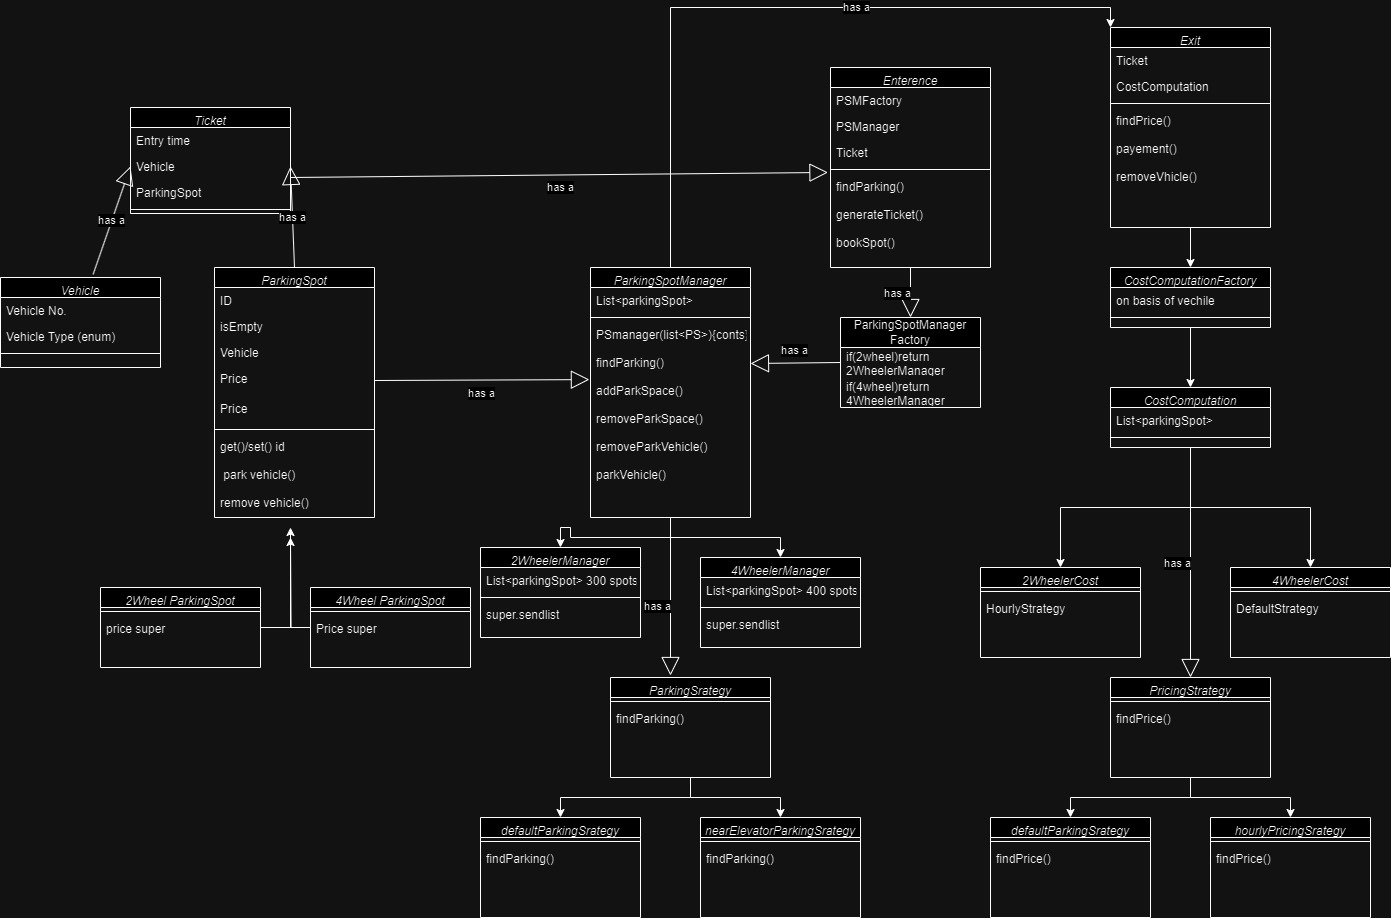 has a
Exit
Ticket
CostComputation
findPrice()
payement()
removeVhicle()
Enterence
PSMFactory
PSManager
Ticket
findParking()
generateTicket()
bookSpot()
Ticket
Entry time
Vehicle
ParkingSpot
has a
has a
has a
Vehicle
Vehicle No.
Vehicle Type (enum)
ParkingSpot
ID
isEmpty
Vehicle
Price
Price
get()/set() id
park vehicle()
remove vehicle()
has a
ParkingSpotManager
List<parkingSpot>
PSmanager(list<PS>){conts}
findParking()
addParkSpace()
removeParkSpace()
removeParkVehicle()
parkVehicle()
has a
has a
ParkingSpotManager
Factory
if(2wheel)return
2WheelerManager
if(4wheel)return
4WheelerManager
CostComputationFactory
on basis of vechile
CostComputation
List<parkingSpot>
2Wheel ParkingSpot
price super
4Wheel ParkingSpot
Price super
2WheelerManager
List<parkingSpot> 300 spots
super.sendlist
4WheelerManager
List<parkingSpot> 400 spots
super.sendlist
has a
has a
2WheelerCost
HourlyStrategy
4WheelerCost
DefaultStrategy
ParkingSrategy
findParking()
PricingStrategy
findPrice()
defaultParkingSrategy
findParking()
nearElevatorParkingSrategy
findParking()
defaultParkingSrategy
findPrice()
hourlyPricingSrategy
findPrice()